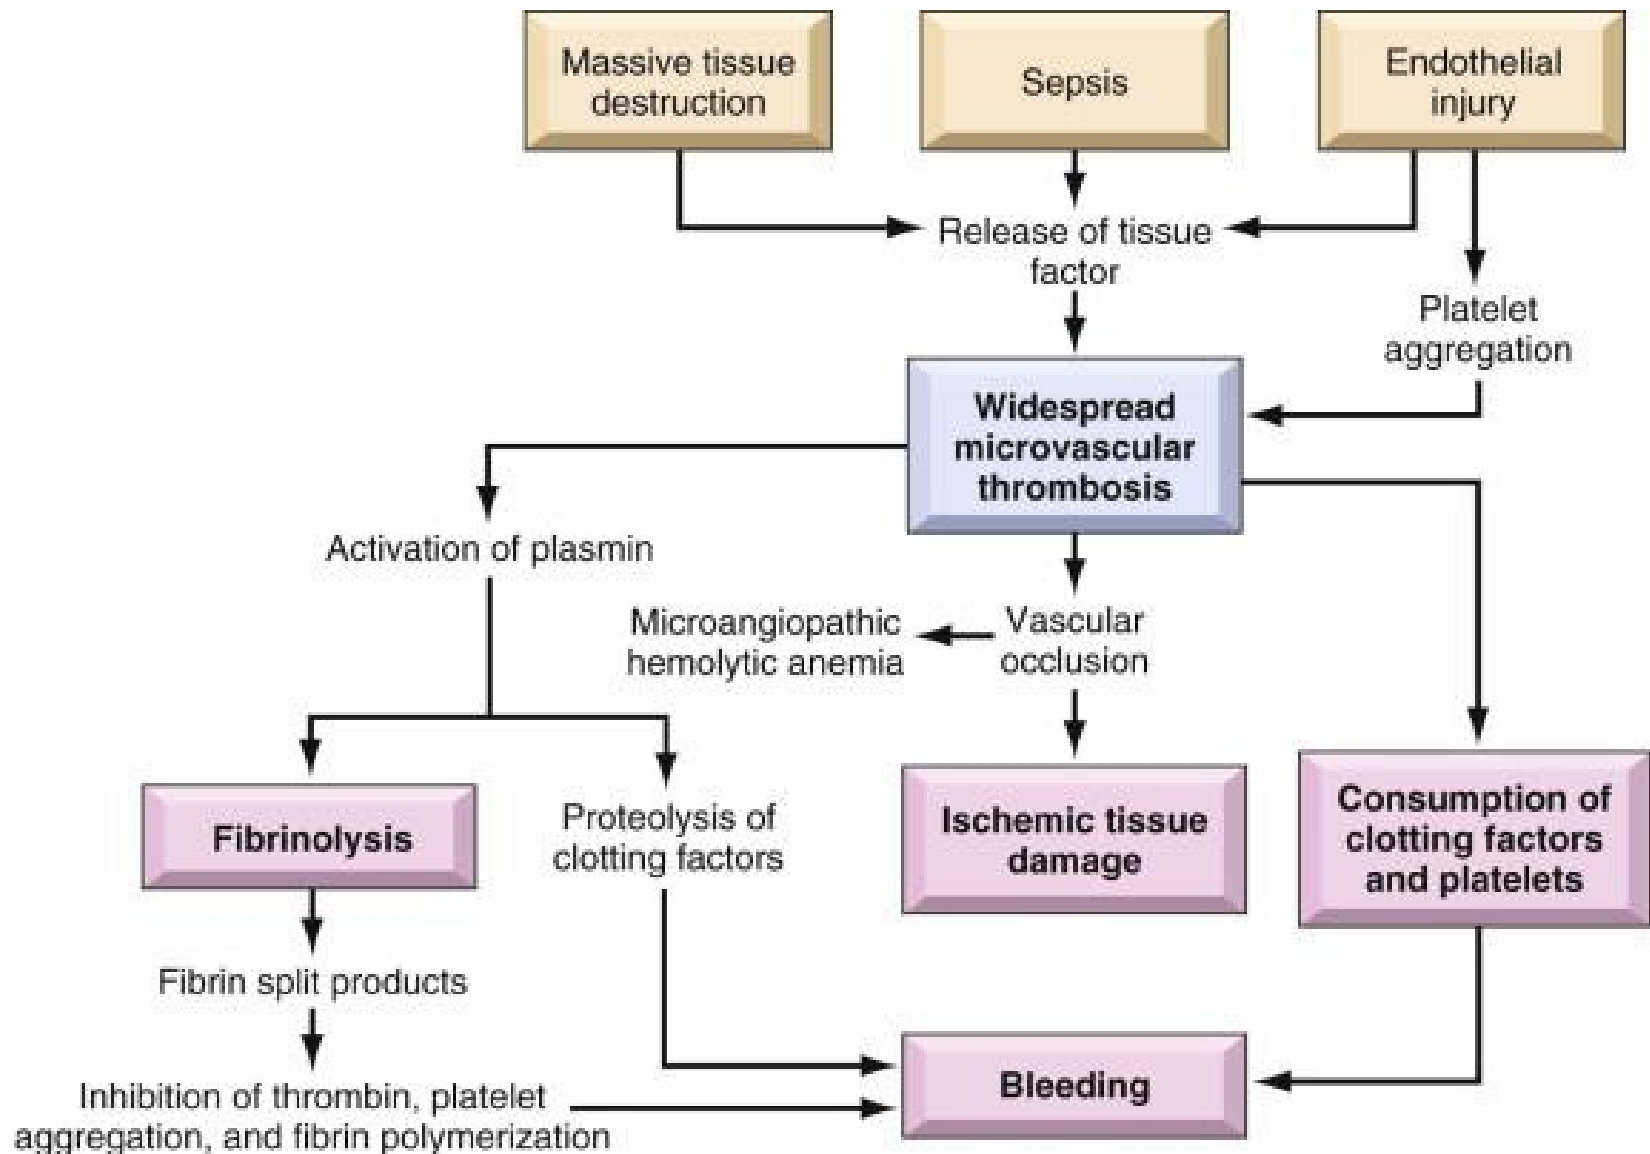 Massive tissue
destruction
Sepsis
Endothelial
injury
Release of tissue
factor
Platelet
aggregation
Widespread
microvascular
thrombosis
Activation of plasmin
Microangiopathic
hemolytic anemia
Vascular
occlusion
Fibrinolysis
Proteolysis of
clotting factors
Ischemic tissue
damage
Consumption of
clotting factors
and platelets
Fibrin split products
Inhibition of thrombin, platelet
aggregation, and fibrin polymerization
Bleeding